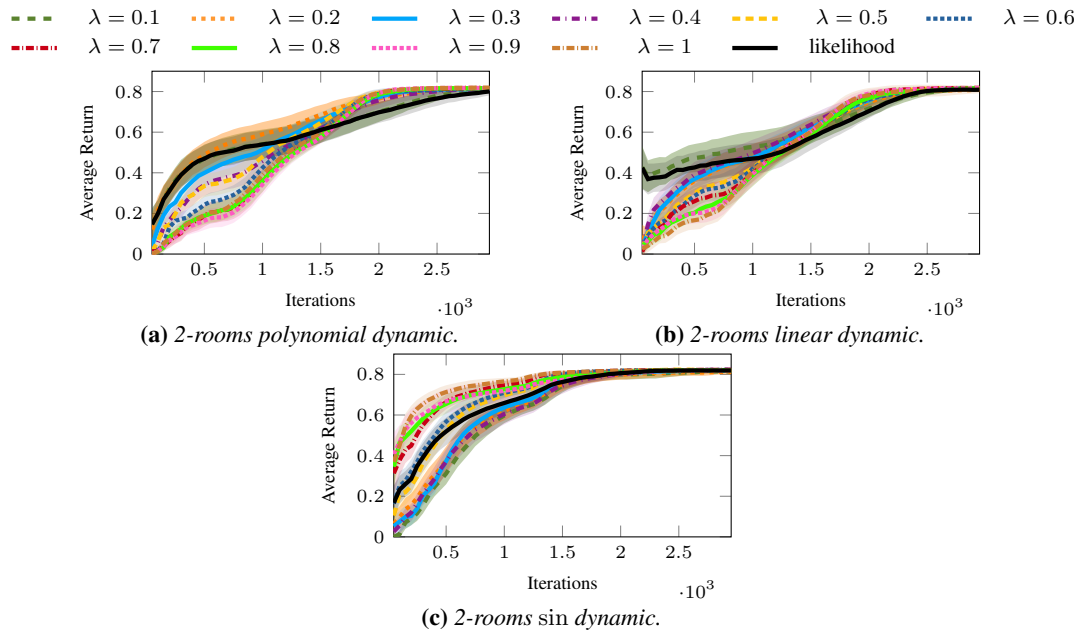 λ = 0.1 λ = 0.2 λ = 0.3 λ = 0.4 λ = 0.5 λ = 0.6
λ = 0.7 λ = 0.8 λ = 0.9 λ = 1 likelihood
0.8
0.6
0.4
0.2
0
Average Return
0.5 1 1.5 2 2.5
Iterations
·10³
(a) 2-rooms polynomial dynamic.
0.8
0.6
0.4
0.2
0
Average Return
0.5 1 1.5 2 2.5
Iterations
·10³
(b) 2-rooms linear dynamic.
0.8
0.6
0.4
0.2
0
Average Return
0.5 1 1.5 2 2.5
Iterations
·10³
(c) 2-rooms sin dynamic.